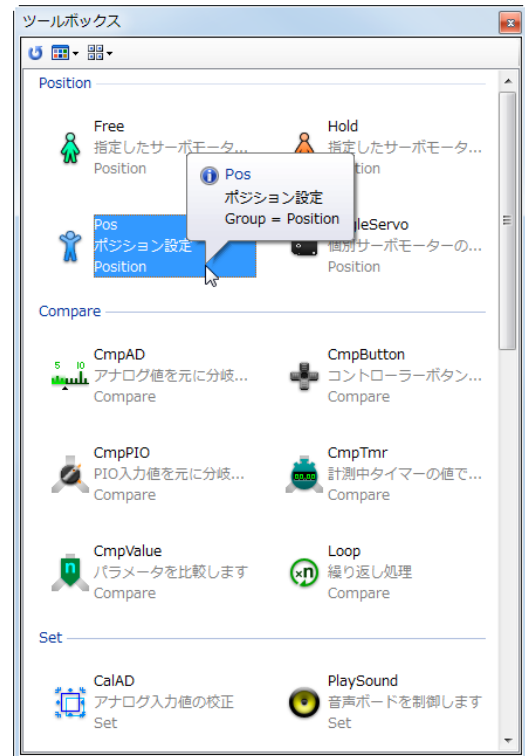 ツールボックス
Position
Free
指定したサーボモータ...
Position
Hold
指定したサーボモータ...
tion
Pos
ポジション設定
Group = Position
Pos
ポジション設定
Position
gleServo
個別サーボモーターの...
Position
Compare
5 10
CmpAD
アナログ値を元に分岐...
Compare
CmpButton
コントローラーボタン...
Compare
CmpPIO
PIO入力値を元に分岐...
Compare
00.00
CmpTmr
計測中タイマーの値で...
Compare
n
CmpValue
パラメータを比較します
Compare
×n
Loop
繰り返し処理
Compare
Set
CalAD
アナログ入力値の校正
Set
PlaySound
音声ボードを制御します
Set